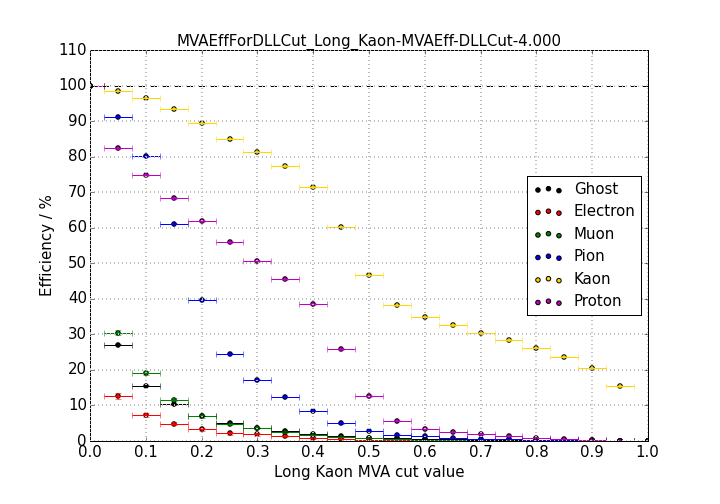 MVAEffForDLLCut_Long_Kaon-MVAEff-DLLCut-4.000
110
100
90
80
70
60
50
40
30
20
10
0
Efficiency / %
Ghost
Electron
Muon
Pion
Kaon
Proton
0.0 0.1 0.2 0.3 0.4 0.5 0.6 0.7 0.8 0.9 1.0
Long Kaon MVA cut value